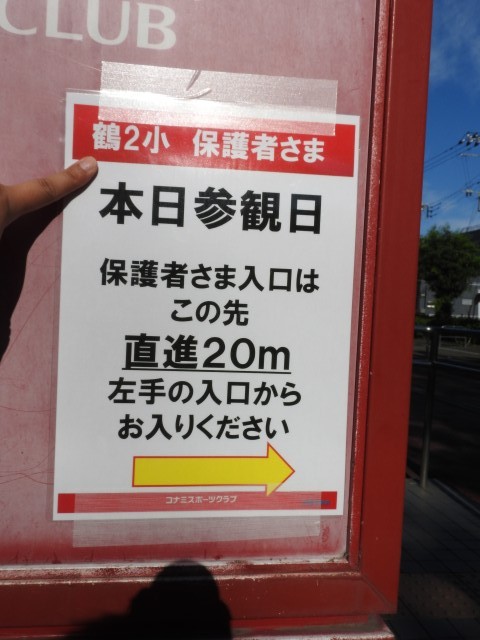 CLUB
鶴2小 保護者さま
本日参観日
保護者さま入口は
この先
直進20m
左手の入口から
お入りください
コナミスポーツクラブ